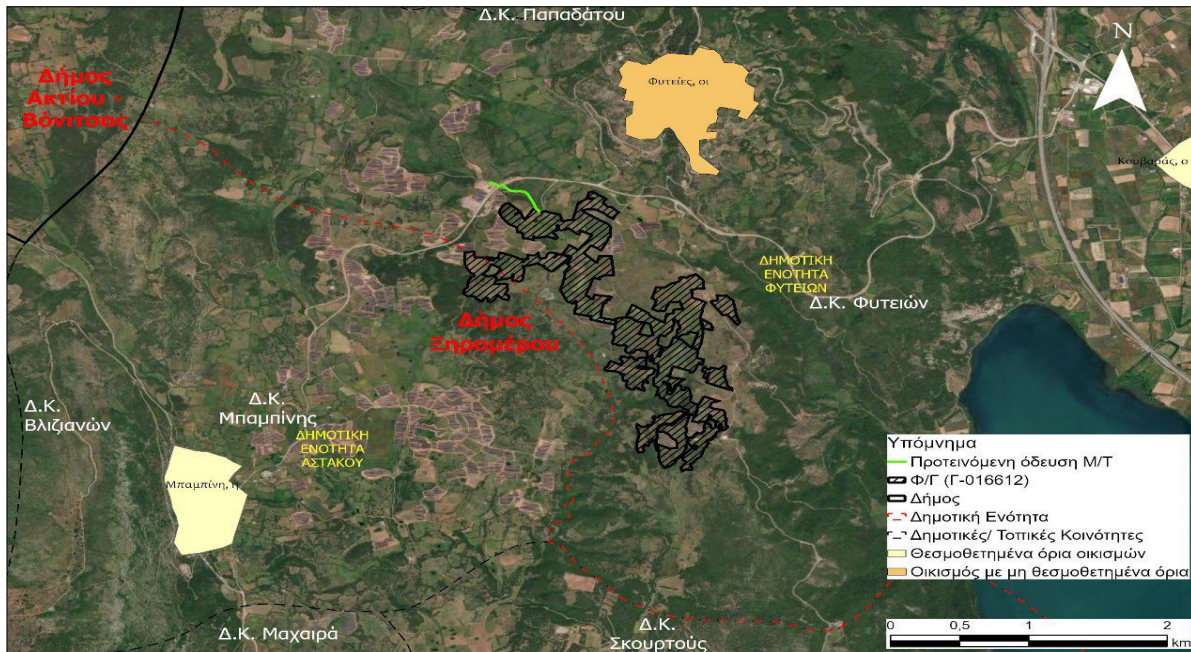 Δ.Κ. Παπαδάτου
Δήμος
Ακτίου -
Βόνιτσας
Φυτείες, οι
N
Κουβαράς, ο
ΔΗΜΟΤΙΚΗ
ΕΝΟΤΗΤΑ
ΦΥΤΕΙΩΝ
Δ.Κ. Φυτειών
Δήμος
Ξηρομέρου
Δ.Κ.
Βλιζιανών
Δ.Κ.
Μπαμπίνης
ΔΗΜΟΤΙΚΗ
ΕΝΟΤΗΤΑ
ΑΣΤΑΚΟΥ
Μπαμπίνη, η
Δ.Κ. Μαχαιρά
Δ.Κ.
Σκουρτούς
Υπόμνημα
Προτεινόμενη όδευση Μ/Τ
Φ/Γ (Γ-016612)
Δήμος
Δημοτική Ενότητα
Δημοτικές/ Τοπικές Κοινότητες
Θεσμοθετημένα όρια οικισμών
Οικισμός με μη θεσμοθετημένα όρια
0 0,5 1 2
km